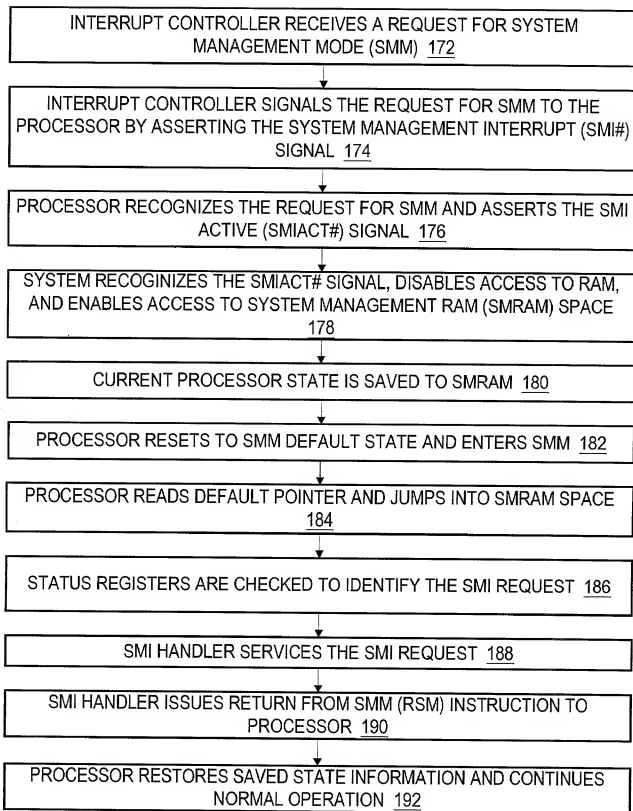 INTERRUPT CONTROLLER RECEIVES A REQUEST FOR SYSTEM
MANAGEMENT MODE (SMM) 172
INTERRUPT CONTROLLER SIGNALS THE REQUEST FOR SMM TO THE
PROCESSOR BY ASSERTING THE SYSTEM MANAGEMENT INTERRUPT (SMI#)
SIGNAL 174
PROCESSOR RECOGNIZES THE REQUEST FOR SMM AND ASSERTS THE SMI
ACTIVE (SMIACT#) SIGNAL 176
SYSTEM RECOGINIZES THE SMIACT# SIGNAL, DISABLES ACCESS TO RAM,
AND ENABLES ACCESS TO SYSTEM MANAGEMENT RAM (SMRAM) SPACE
178
CURRENT PROCESSOR STATE IS SAVED TO SMRAM 180
PROCESSOR RESETS TO SMM DEFAULT STATE AND ENTERS SMM 182
PROCESSOR READS DEFAULT POINTER AND JUMPS INTO SMRAM SPACE
184
STATUS REGISTERS ARE CHECKED TO IDENTIFY THE SMI REQUEST 186
SMI HANDLER SERVICES THE SMI REQUEST 188
SMI HANDLER ISSUES RETURN FROM SMM (RSM) INSTRUCTION TO
PROCESSOR 190
PROCESSOR RESTORES SAVED STATE INFORMATION AND CONTINUES
NORMAL OPERATION 192